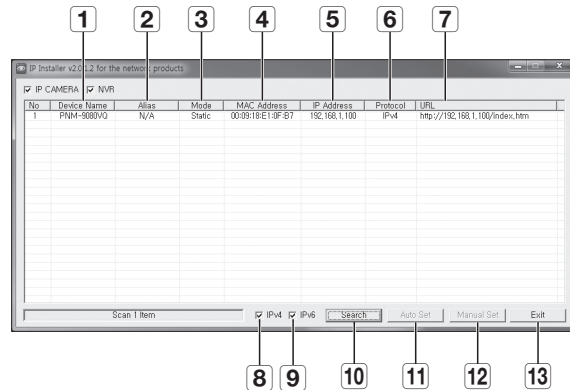 1 2 3 4 5 6 7
IP Installer v2.0.1.2 for the network products
IP CAMERA NVR
No Device Name Alias Mode MAC Address IP Address Protocol URL
1 PNM-9080VQ N/A Static 00:09:18:E1:0F:B7 192,168,1,100 IPv4 http://192,168,1,100/index,htm
Scan 1 Item IPv4 IPv6 Search Auto Set Manual Set Exit
8 9 10 11 12 13